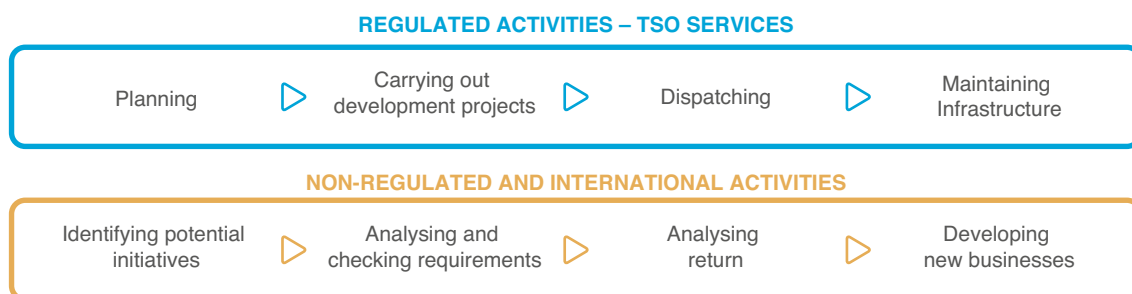 REGULATED ACTIVITIES – TSO SERVICES
Planning
Carrying out
development projects
Dispatching
Maintaining
Infrastructure
NON-REGULATED AND INTERNATIONAL ACTIVITIES
Identifying potential
initiatives
Analysing and
checking requirements
Analysing
return
Developing
new businesses